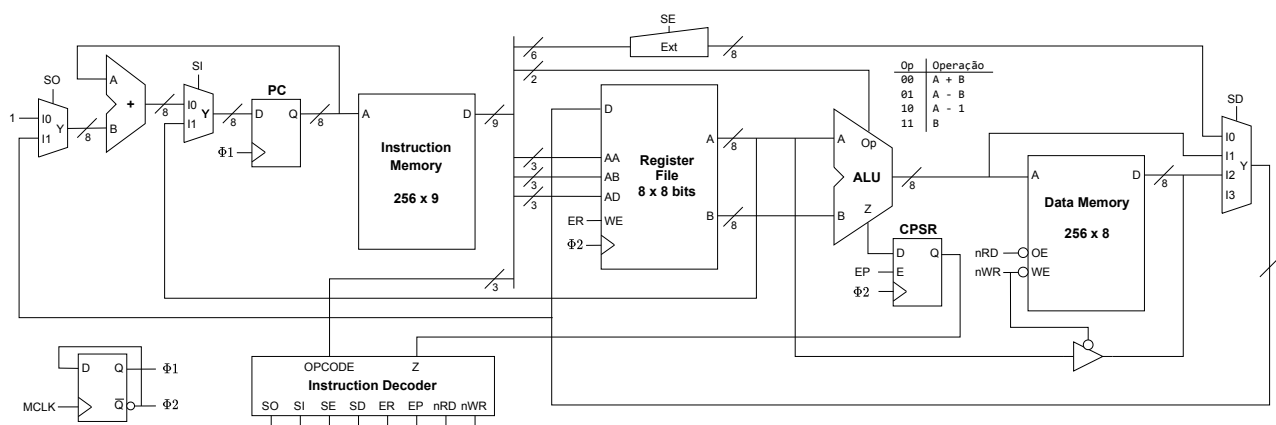 SE
SO
SI
PC
Ext
6
8
2
Op Operação
00 A + B
01 A - B
10 A - 1
11 B
SD
1
I0
I1
Y
8
A
B
+
8
I0
I1
Y
8
D
Q
Φ1
8
A
Instruction
Memory
256 x 9
D
9
3
3
3
3
D
AA
AB
AD
WE
ER
Φ2
Register
File
8 x 8 bits
A
B
8
8
A
B
Op
ALU
Z
8
CPSR
D
Q
E
EP
Φ2
A
D
Data Memory
256 x 8
OE
WE
nRD
nWR
8
I0
I1
I2
I3
Y
8
D
Q
Q
MCLK
Φ1
Φ2
OPCODE
Z
Instruction Decoder
SO SI SE SD ER EP nRD nWR